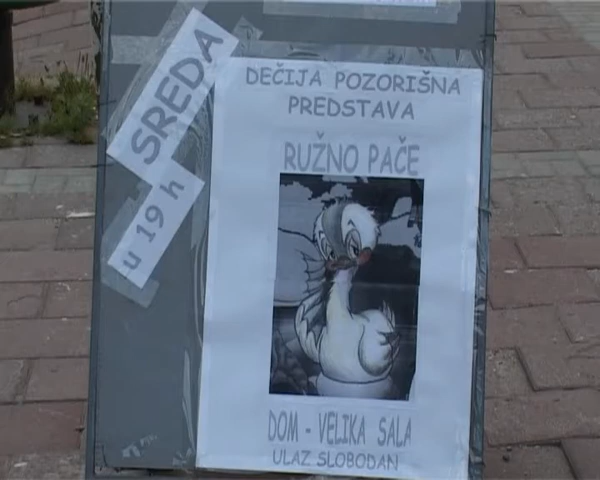 SREDA
u 19 h
DEČIJA POZORIŠNA
PREDSTAVA
RUŽNO PAČE
DOM - VELIKA SALA
ULAZ SLOBODAN